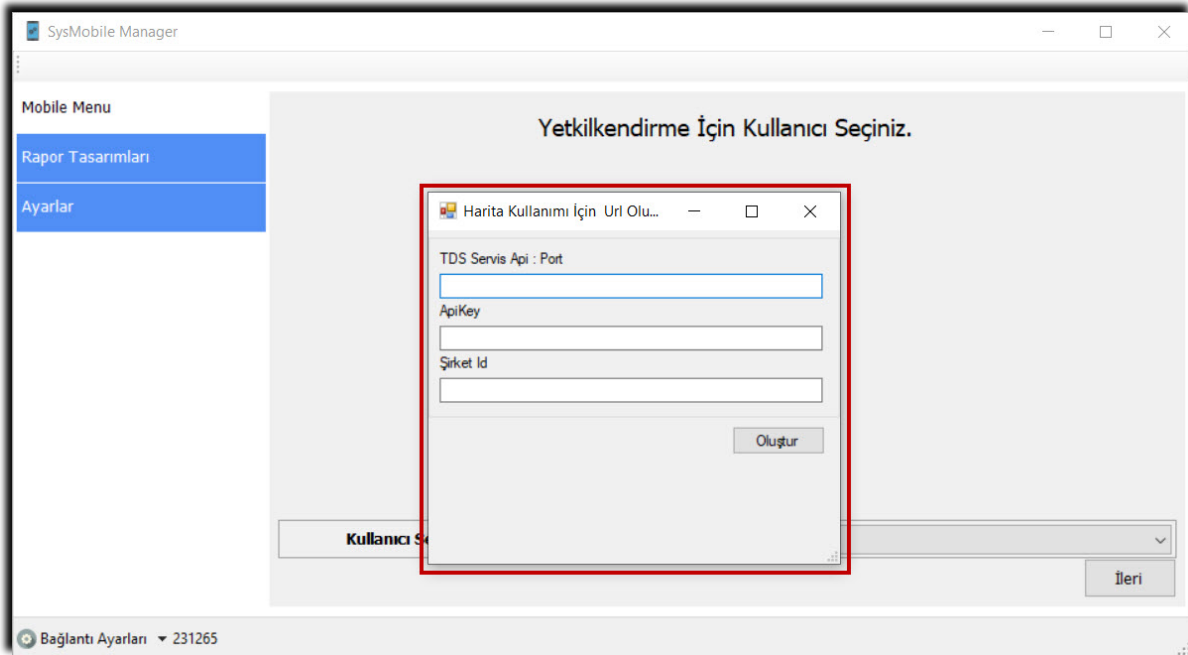 SysMobile Manager
Mobile Menu
Rapor Tasarımları
Ayarlar
Yetkilkendirme İçin Kullanıcı Seçiniz.
Harita Kullanımı İçin Url Olu...
TDS Servis Api : Port
ApiKey
Şirket Id
Oluştur
Kullanıcı Se
İleri
Bağlantı Ayarları 231265